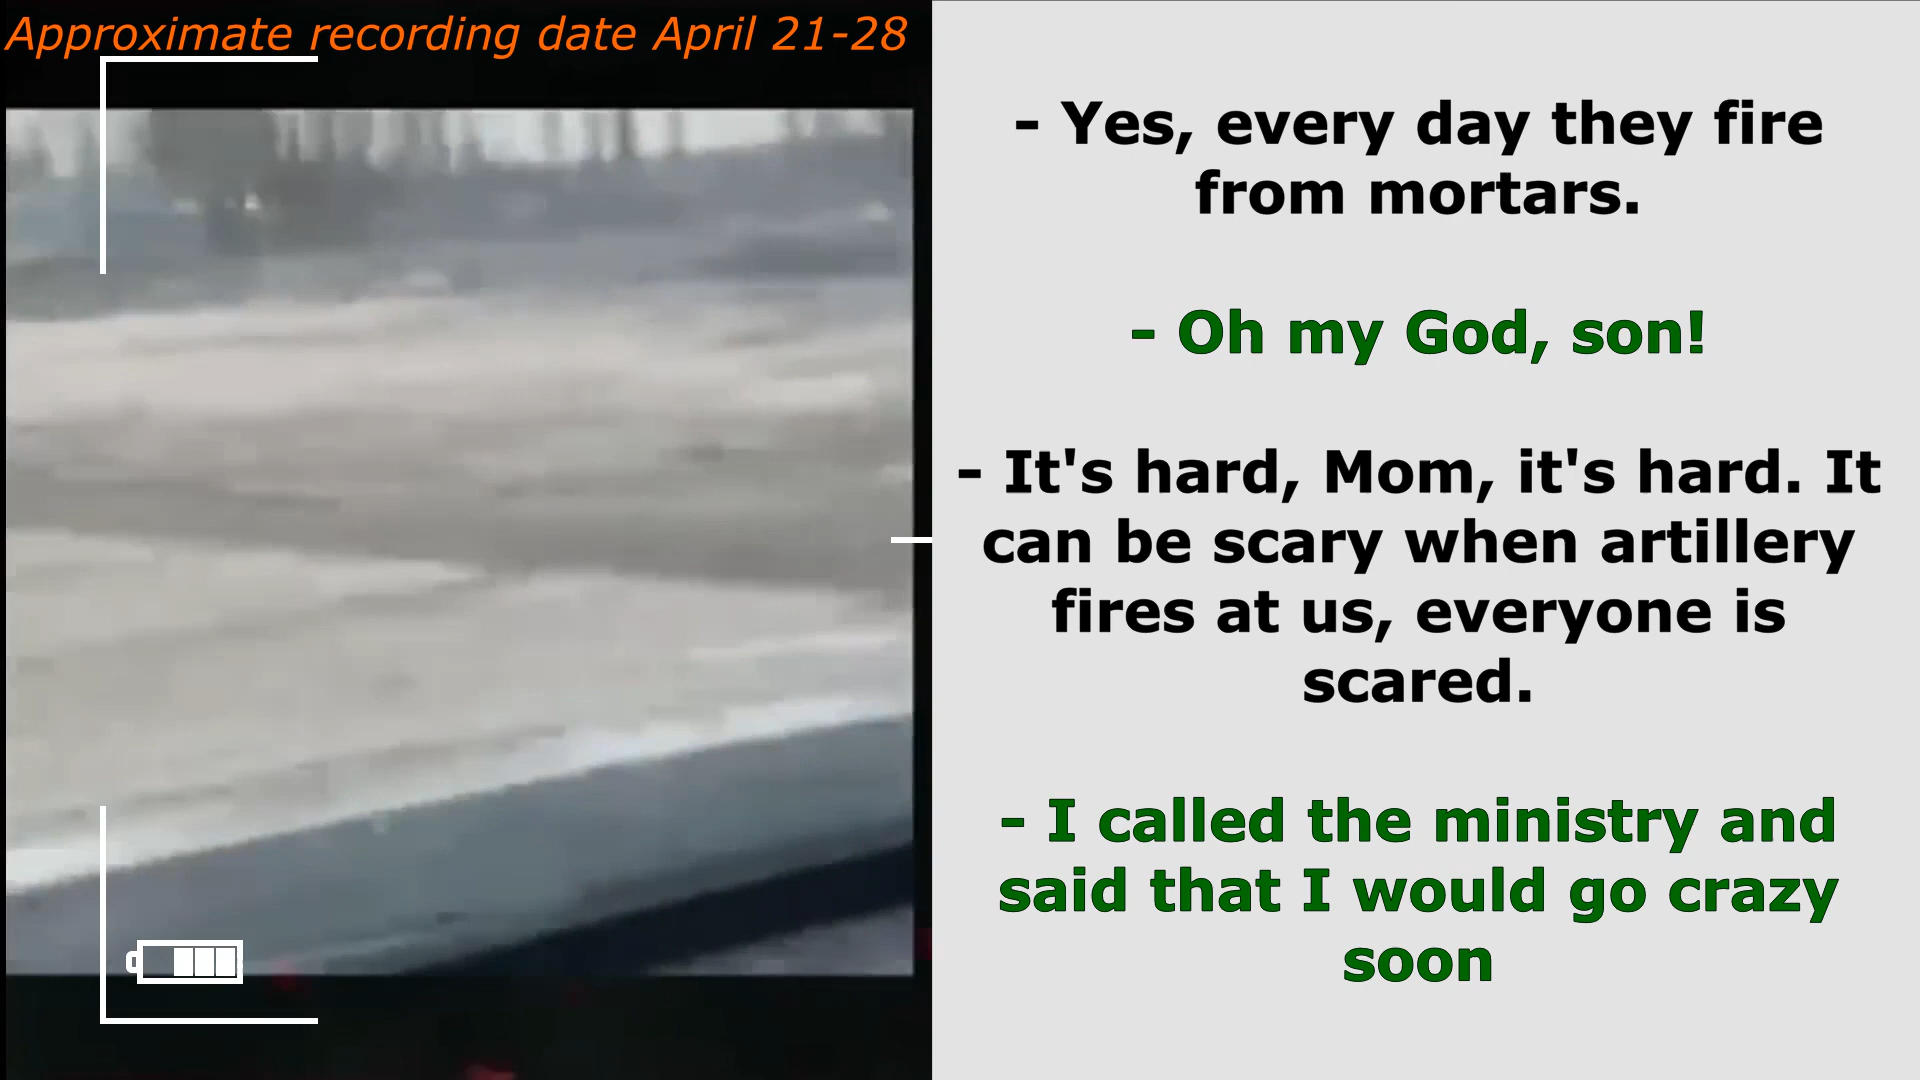 Approximate recording date April 21-28
- Yes, every day they fire
from mortars.
- Oh my God, son!
- It's hard, Mom, it's hard. It
can be scary when artillery
fires at us, everyone is
scared.
- I called the ministry and
said that I would go crazy
soon